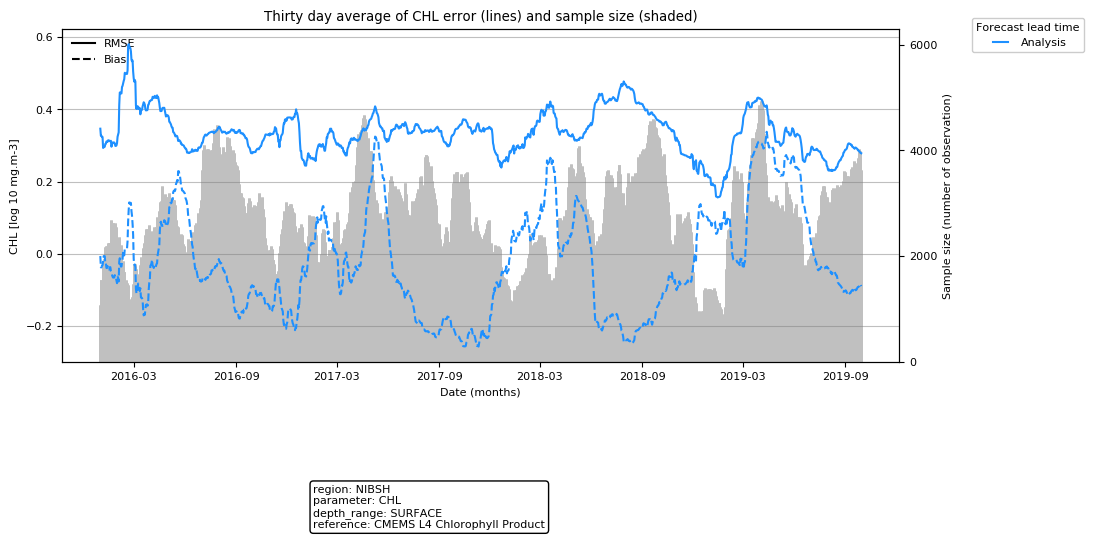 Thirty day average of CHL error (lines) and sample size (shaded)
Forecast lead time
Analysis
RMSE
Bias
0.6
0.4
0.2
0.0
−0.2
CHL [log 10 mg.m-3]
6000
4000
2000
0
Sample size (number of observation)
2016-03
2016-09
2017-03
2017-09
2018-03
2018-09
2019-03
2019-09
Date (months)
region: NIBSH
parameter: CHL
depth_range: SURFACE
reference: CMEMS L4 Chlorophyll Product